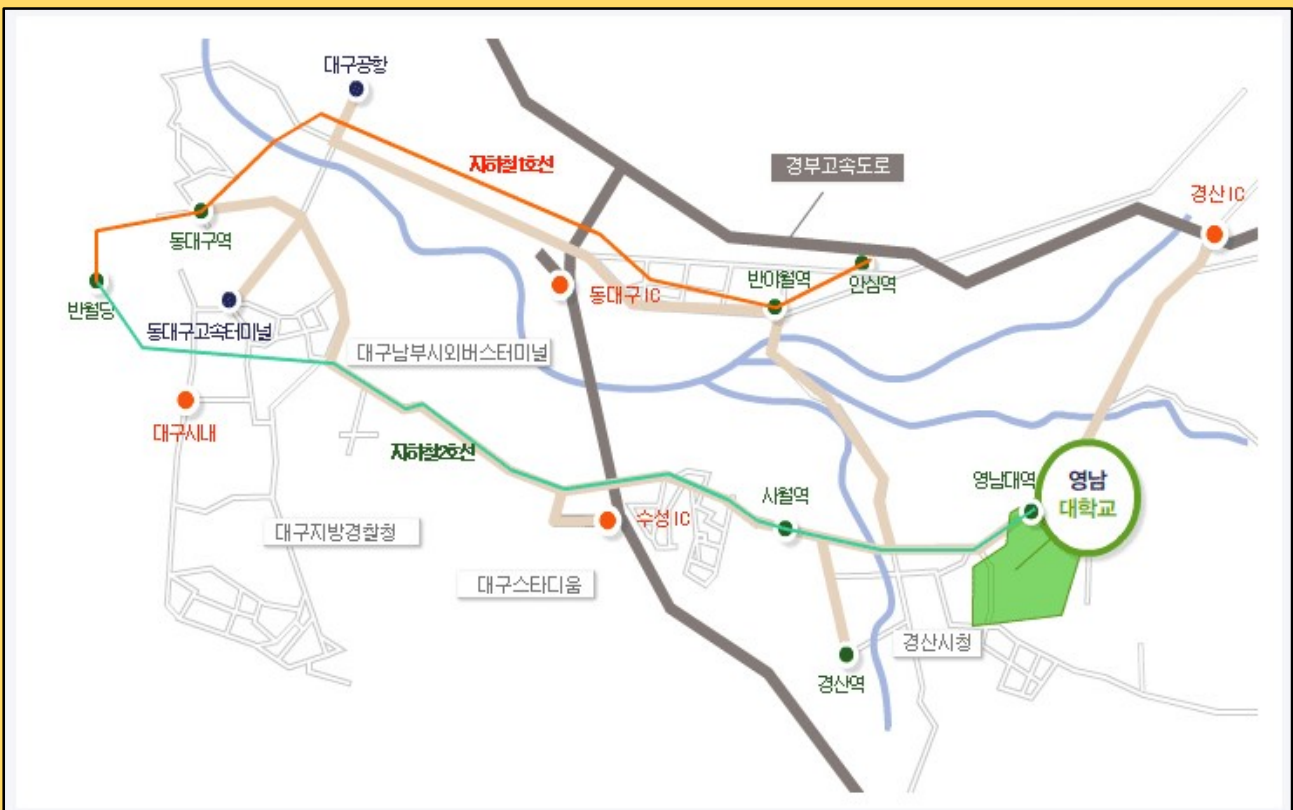 대구공항
지하철1호선
경부고속도로
경산IC
동대구역
반월당
동대구고속터미널
동대구IC
반야월역
안심역
대구남부시외버스터미널
대구시내
지하철2호선
영남대역
영남
대학교
사월역
수성IC
대구지방경찰청
대구스타디움
경산시청
경산역